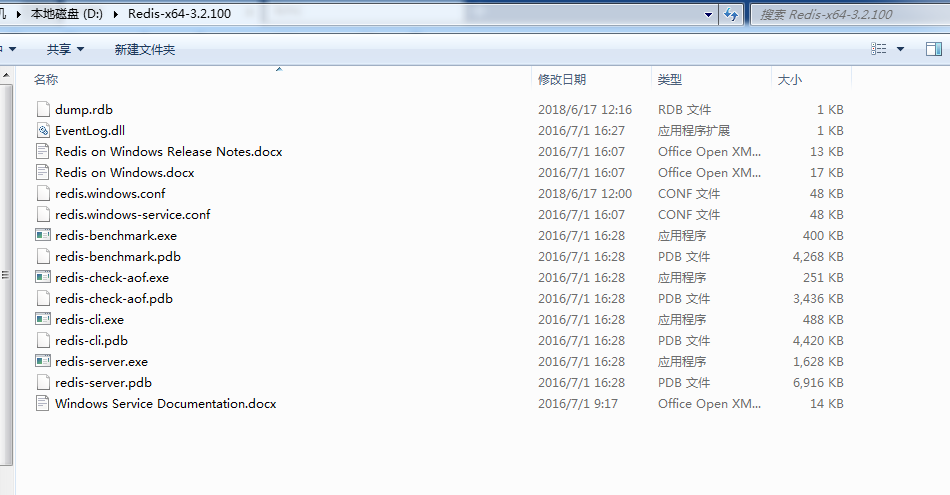 机 ▸ 本地磁盘 (D:) ▸ Redis-x64-3.2.100 搜索 Redis-x64-3.2.100
共享 新建文件夹
名称 修改日期 类型 大小
dump.rdb 2018/6/17 12:16 RDB 文件 1 KB
EventLog.dll 2016/7/1 16:27 应用程序扩展 1 KB
Redis on Windows Release Notes.docx 2016/7/1 16:07 Office Open XM... 13 KB
Redis on Windows.docx 2016/7/1 16:07 Office Open XM... 17 KB
redis.windows.conf 2018/6/17 12:00 CONF 文件 48 KB
redis.windows-service.conf 2016/7/1 16:07 CONF 文件 48 KB
redis-benchmark.exe 2016/7/1 16:28 应用程序 400 KB
redis-benchmark.pdb 2016/7/1 16:28 PDB 文件 4,268 KB
redis-check-aof.exe 2016/7/1 16:28 应用程序 251 KB
redis-check-aof.pdb 2016/7/1 16:28 PDB 文件 3,436 KB
redis-cli.exe 2016/7/1 16:28 应用程序 488 KB
redis-cli.pdb 2016/7/1 16:28 PDB 文件 4,420 KB
redis-server.exe 2016/7/1 16:28 应用程序 1,628 KB
redis-server.pdb 2016/7/1 16:28 PDB 文件 6,916 KB
Windows Service Documentation.docx 2016/7/1 9:17 Office Open XM... 14 KB